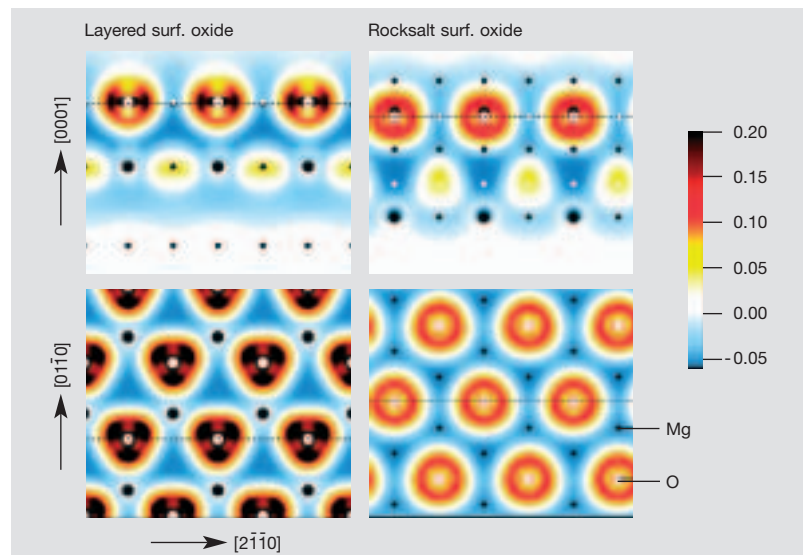 Layered surf. oxide
Rocksalt surf. oxide
[0001]
[011̄0]
[21̄1̄0]
0.20
0.15
0.10
0.05
0.00
-0.05
Mg
O